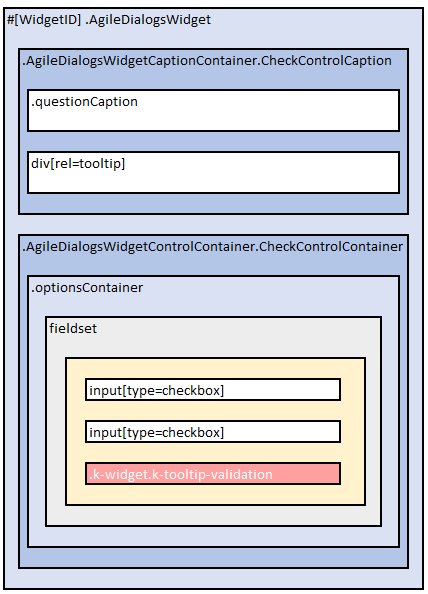 #[WidgetID] .AgileDialogsWidget
.AgileDialogsWidgetCaptionContainer.CheckControlCaption
.questionCaption
div[rel=tooltip]
.AgileDialogsWidgetControlContainer.CheckControlContainer
.optionsContainer
fieldset
input[type=checkbox]
input[type=checkbox]
.k-widget.k-tooltip-validation